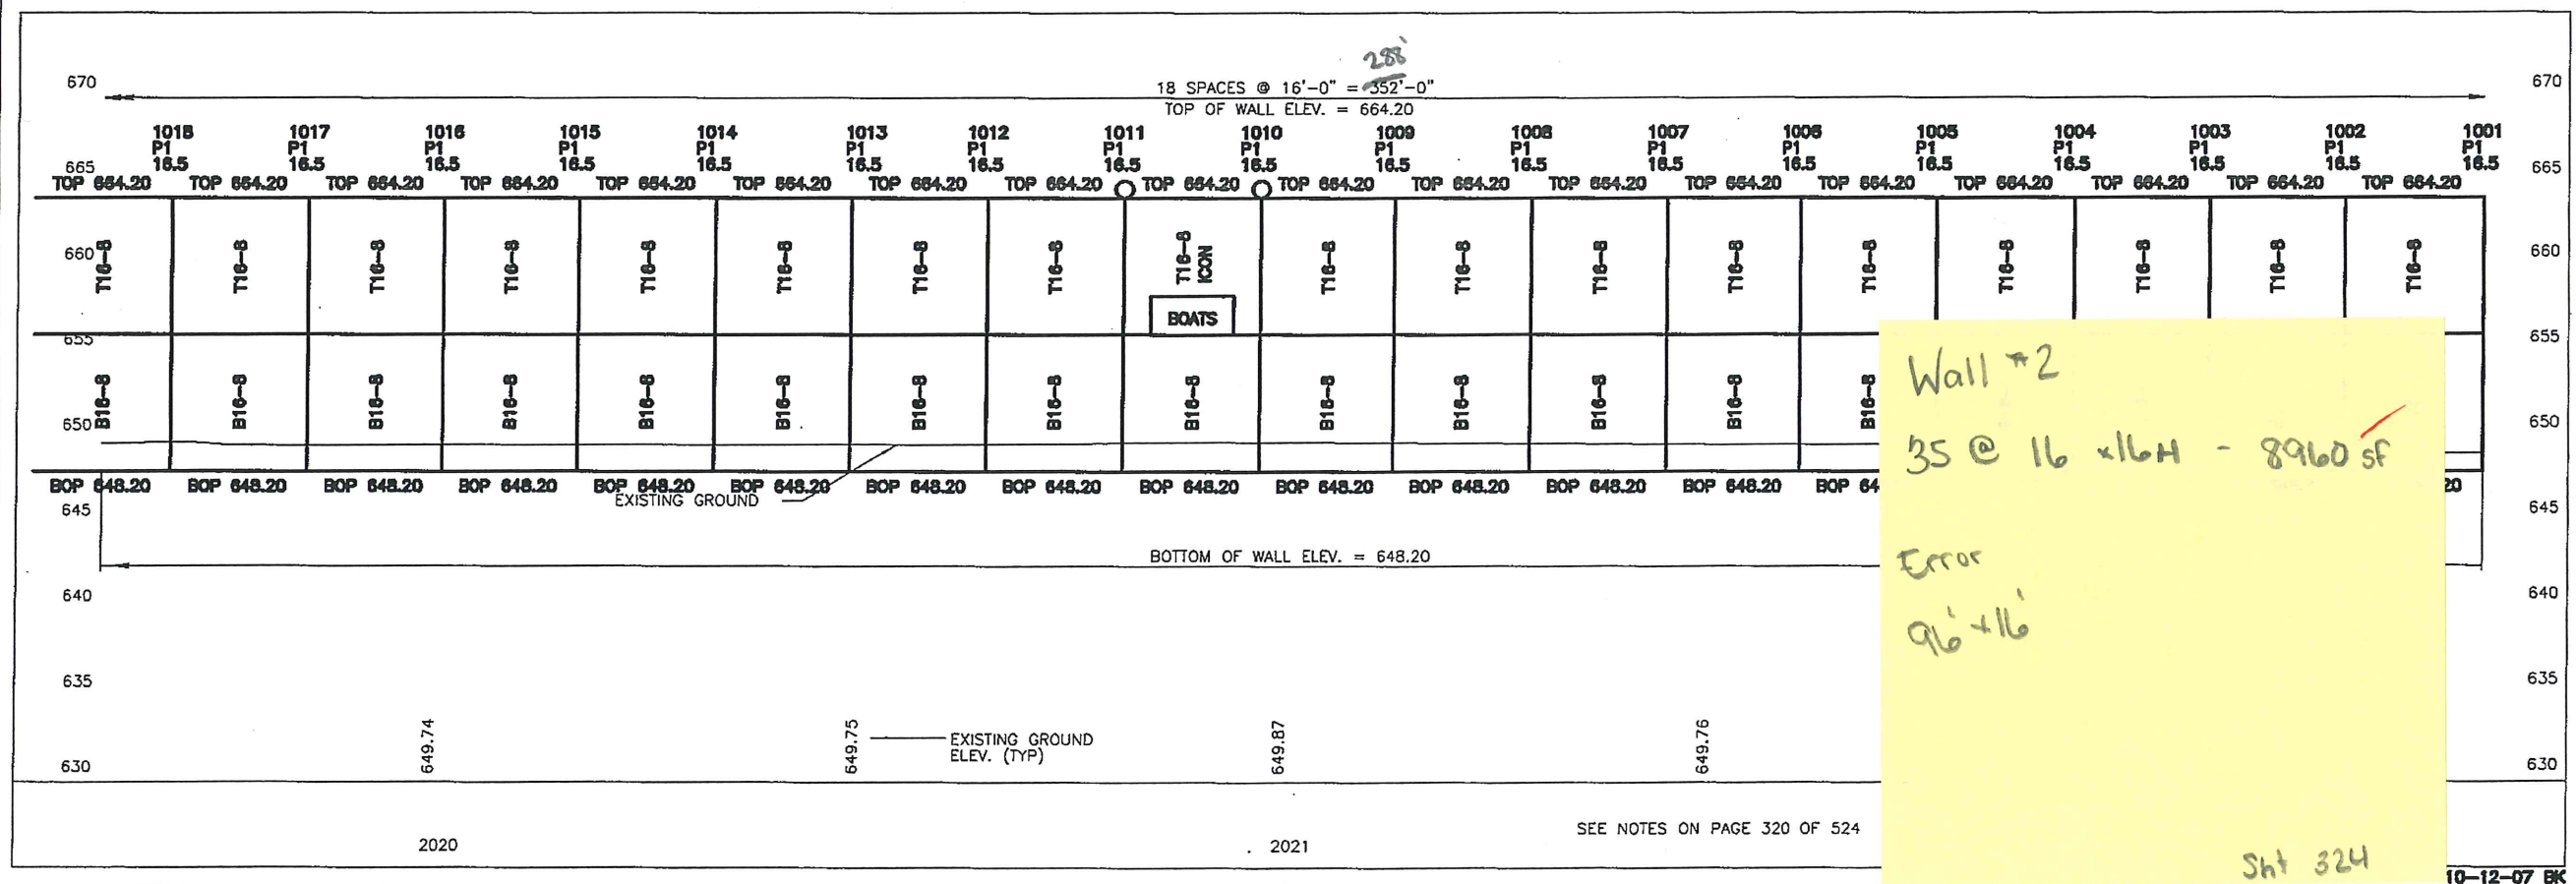 288'
18 SPACES @ 16'-0" = 352'-0"
TOP OF WALL ELEV. = 664.20
670 670
1018 1017 1016 1015 1014 1013 1012 1011 1010 1009 1008 1007 1006 1005 1004 1003 1002 1001
P1 P1 P1 P1 P1 P1 P1 P1 P1 P1 P1 P1 P1 P1 P1 P1 P1 P1
16.5 16.5 16.5 16.5 16.5 16.5 16.5 16.5 16.5 16.5 16.5 16.5 16.5 16.5 16.5 16.5 16.5 16.5
665 665
TOP 664.20 TOP 664.20 TOP 664.20 TOP 664.20 TOP 664.20 TOP 664.20 TOP 664.20 TOP 664.20 TOP 664.20 TOP 664.20 TOP 664.20 TOP 664.20 TOP 664.20 TOP 664.20 TOP 664.20 TOP 664.20 TOP 664.20 TOP 664.20
660 T16-8 T16-8 T16-8 T16-8 T16-8 T16-8 T16-8 T16-8 T16-8 ICON T16-8 T16-8 T16-8 T16-8 T16-8 T16-8 T16-8 T16-8 T16-8 660
BOATS
655 655
650 B16-8 B16-8 B16-8 B16-8 B16-8 B16-8 B16-8 B16-8 B16-8 B16-8 B16-8 B16-8 B16-8 B16-8 650
BOP 648.20 BOP 648.20 BOP 648.20 BOP 648.20 BOP 648.20 BOP 648.20 BOP 648.20 BOP 648.20 BOP 648.20 BOP 648.20 BOP 648.20 BOP 648.20 BOP 648.20 BOP 64 20
EXISTING GROUND
645 645
BOTTOM OF WALL ELEV. = 648.20
640 640
635 635
649.74 649.75 649.87 649.76
EXISTING GROUND
ELEV. (TYP)
630 630
SEE NOTES ON PAGE 320 OF 524
2020 2021
Wall #2
35 @ 16 x16H - 8960 sf
Error
96' x 16'
Sht 324
10-12-07 BK